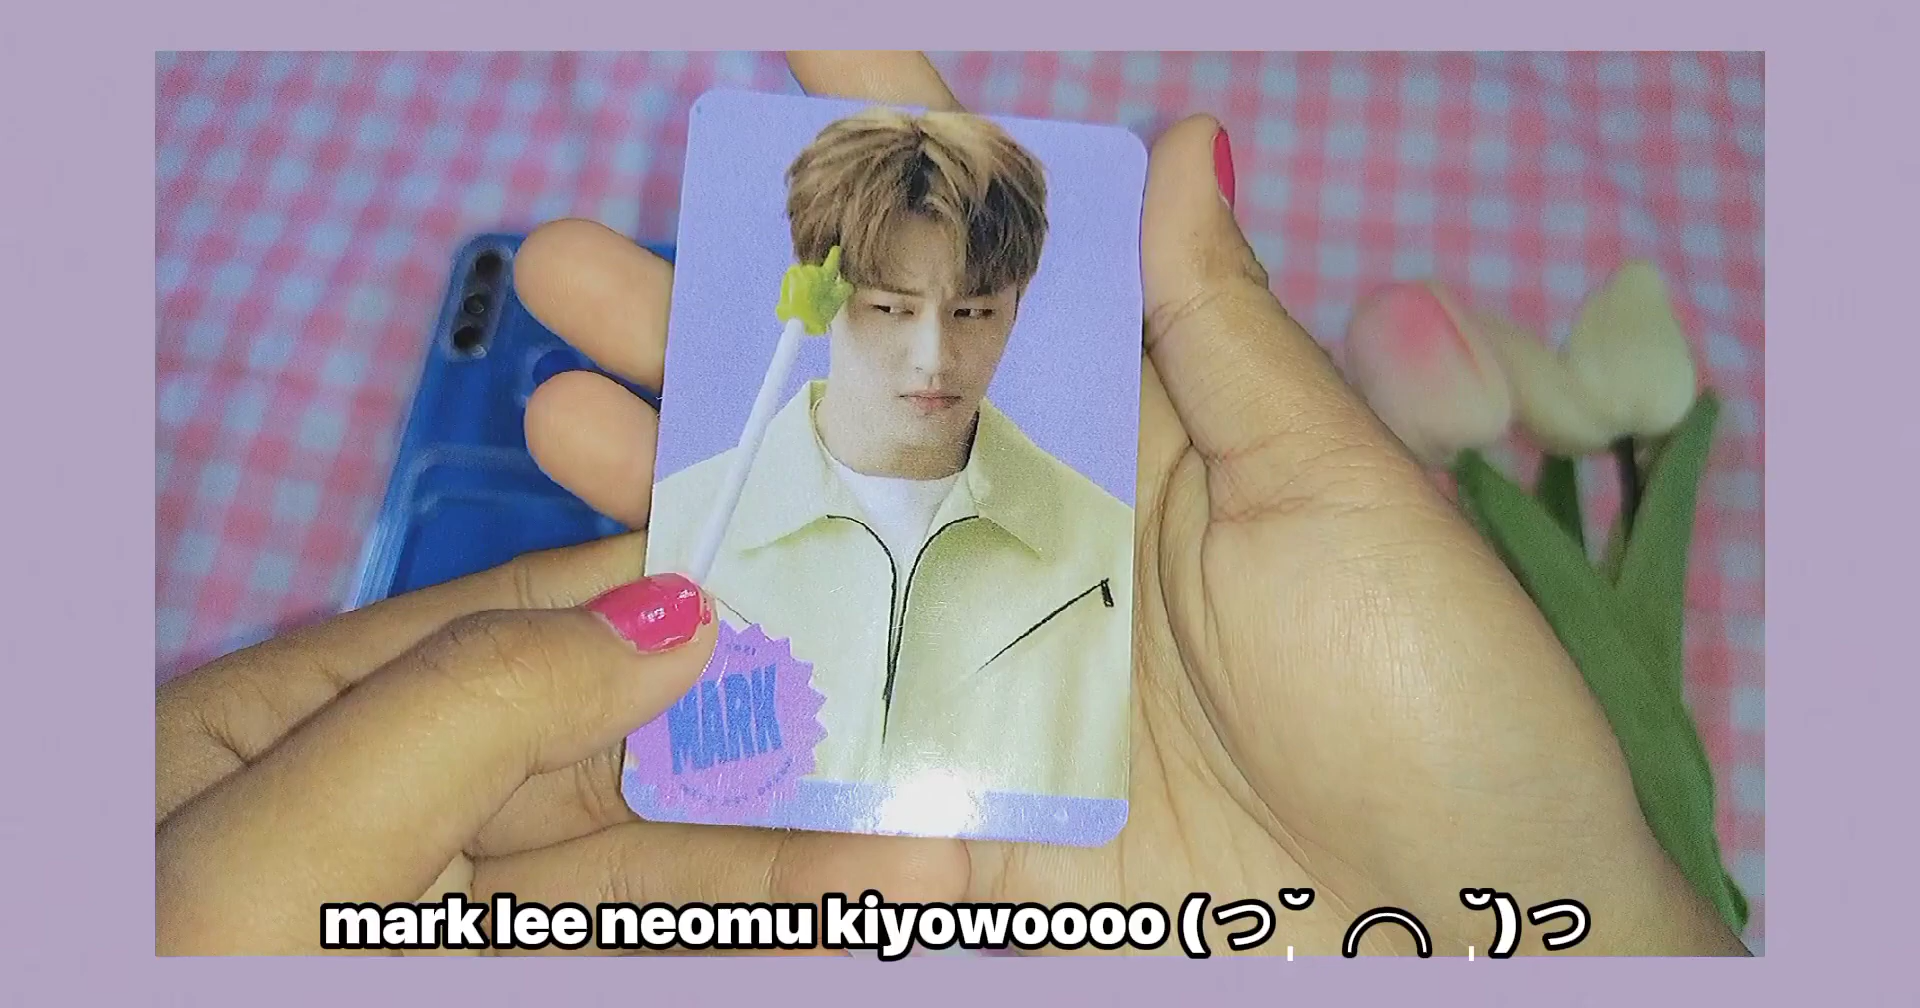 MARK
mark lee neomu kiyowoooo (っ˘̩╭╮˘̩)っ